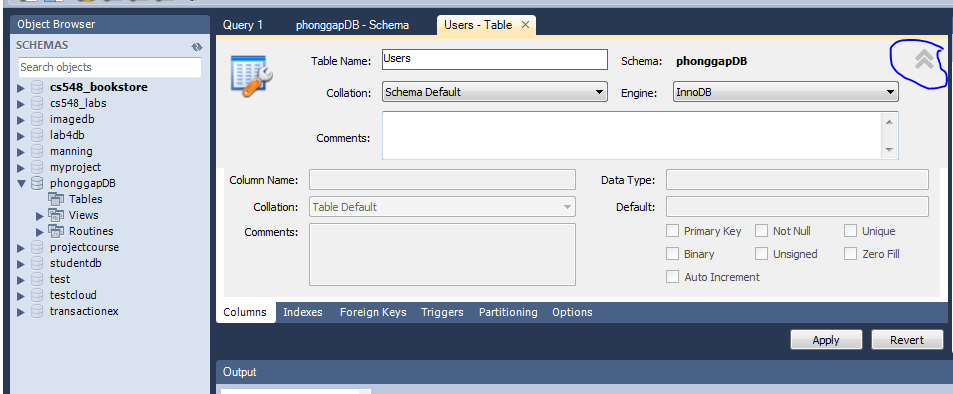 Object Browser
SCHEMAS
Search objects
cs548_bookstore
cs548_labs
imagedb
lab4db
manning
myproject
phonggapDB
Tables
Views
Routines
projectcourse
studentdb
test
testcloud
transactionex
Query 1 phonggapDB - Schema Users - Table ×
Table Name: Users Schema: phonggapDB
Collation: Schema Default Engine: InnoDB
Comments:
Column Name: Data Type:
Collation: Table Default Default:
Comments: Primary Key Not Null Unique
Binary Unsigned Zero Fill
Auto Increment
Columns Indexes Foreign Keys Triggers Partitioning Options
Apply Revert
Output